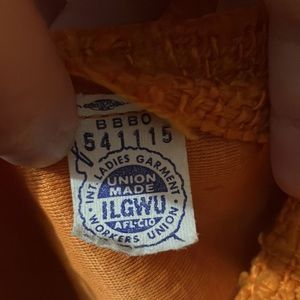 BBBO
541115
INT LADIES GARMENT
UNION
MADE
ILGWU
AFL-CIO
WORKERS UNION